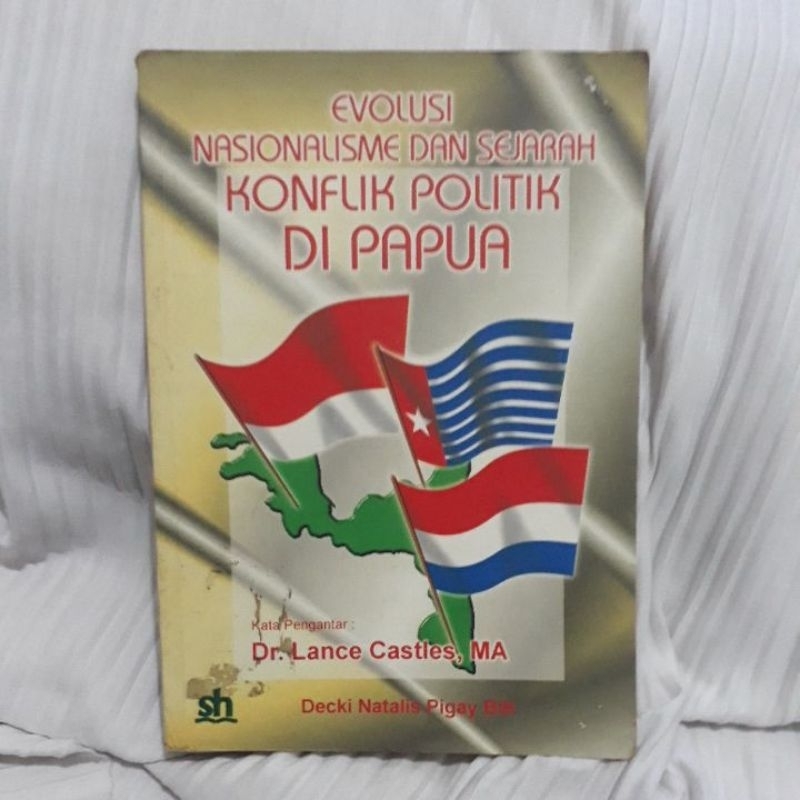 EVOLUSI
NASIONALISME DAN SEJARAH
KONFLIK POLITIK
DI PAPUA
Kata Pengantar :
Dr. Lance Castles, MA
sh
Decki Natalis Pigay